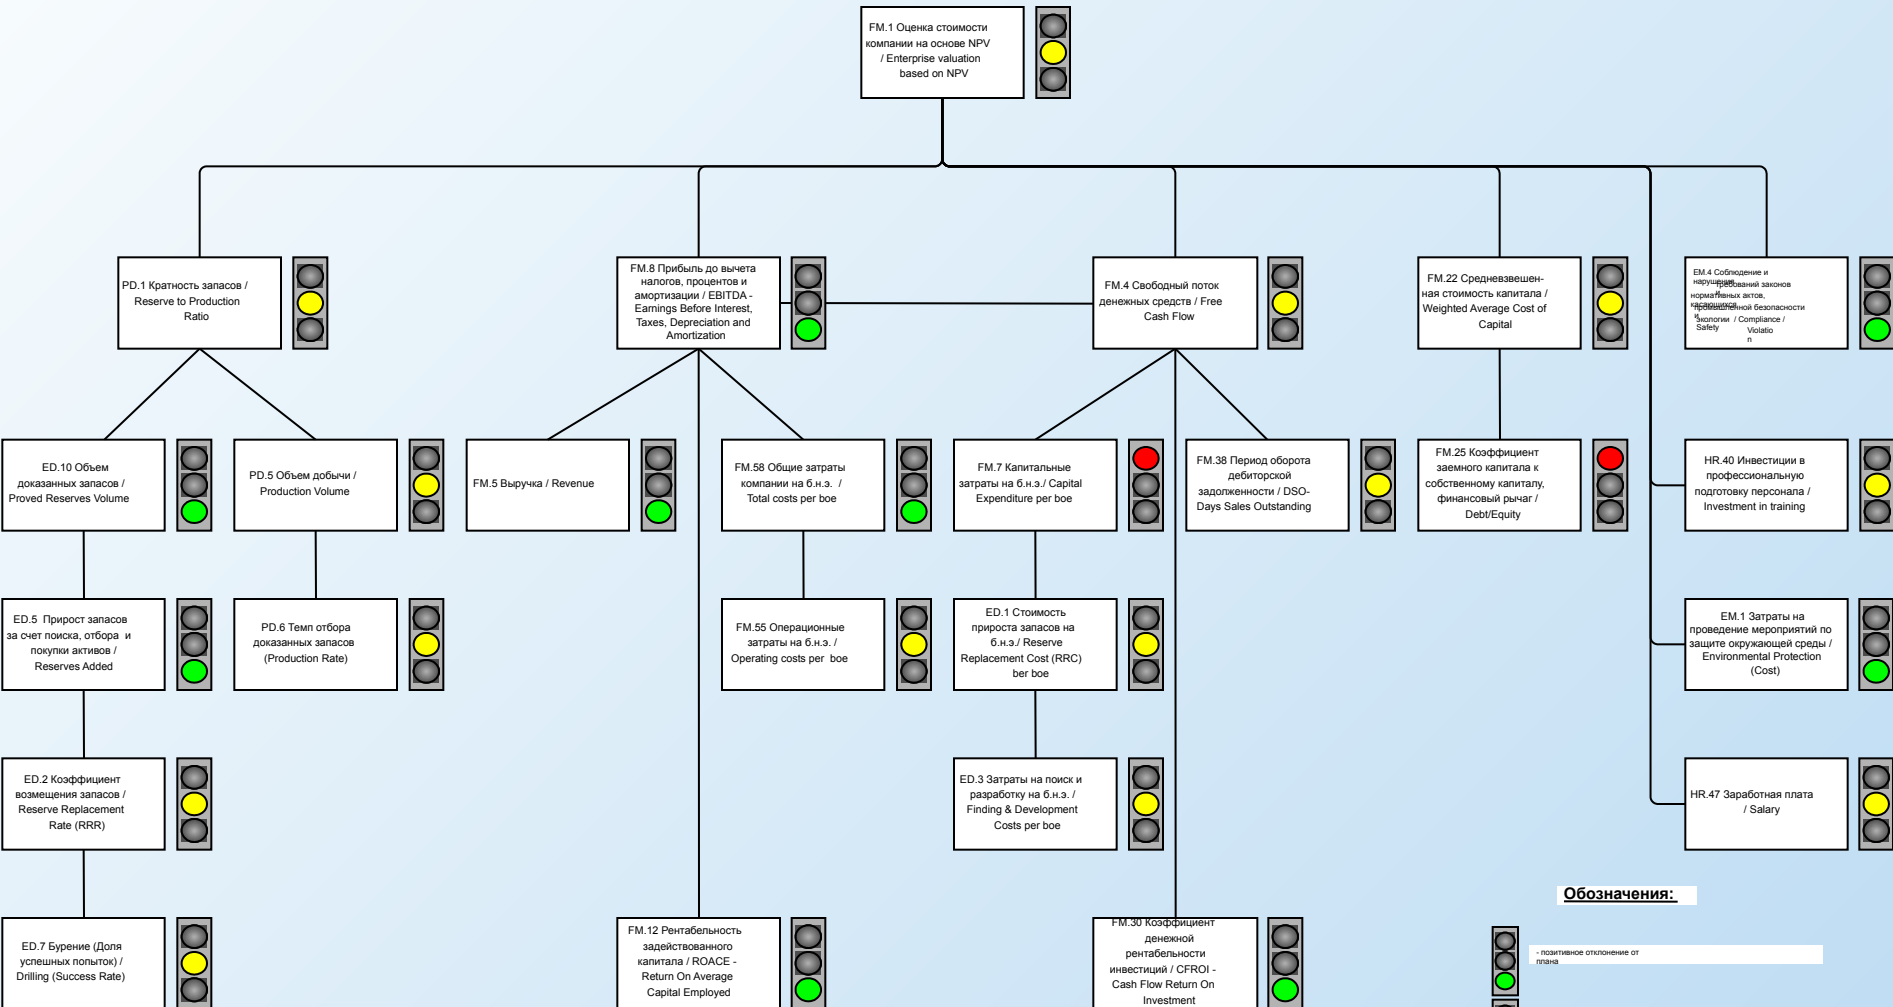 FM.1 Оценка стоимости
компании на основе NPV
/ Enterprise valuation
based on NPV
PD.1 Кратность запасов /
Reserve to Production
Ratio
FM.8 Прибыль до вычета
налогов, процентов и
амортизации / EBITDA -
Earnings Before Interest,
Taxes, Depreciation and
Amortization
FM.4 Свободный поток
денежных средств / Free
Cash Flow
FM.22 Средневзвешен-
ная стоимость капитала /
Weighted Average Cost of
Capital
EM.4 Соблюдение и
нарушение
требований законов
и
нормативных актов,
касающихся
промышленной безопасности
и
экологии / Compliance /
Safety
Violatio
n
ED.10 Объем
доказанных запасов /
Proved Reserves Volume
PD.5 Объем добычи /
Production Volume
FM.5 Выручка / Revenue
FM.58 Общие затраты
компании на б.н.э. /
Total costs per boe
FM.7 Капитальные
затраты на б.н.э./ Capital
Expenditure per boe
FM.38 Период оборота
дебиторской
задолженности / DSO-
Days Sales Outstanding
FM.25 Коэффициент
заемного капитала к
собственному капиталу,
финансовый рычаг /
Debt/Equity
HR.40 Инвестиции в
профессиональную
подготовку персонала /
Investment in training
ED.5 Прирост запасов
за счет поиска, отбора и
покупки активов /
Reserves Added
PD.6 Темп отбора
доказанных запасов
(Production Rate)
FM.55 Операционные
затраты на б.н.э. /
Operating costs per boe
ED.1 Стоимость
прироста запасов на
б.н.э./ Reserve
Replacement Cost (RRC)
ber boe
EM.1 Затраты на
проведение мероприятий по
защите окружающей среды /
Environmental Protection
(Cost)
ED.2 Коэффициент
возмещения запасов /
Reserve Replacement
Rate (RRR)
ED.3 Затраты на поиск и
разработку на б.н.э. /
Finding & Development
Costs per boe
HR.47 Заработная плата
/ Salary
ED.7 Бурение (Доля
успешных попыток) /
Drilling (Success Rate)
FM.12 Рентабельность
задействованного
капитала / ROACE -
Return On Average
Capital Employed
FM.30 Коэффициент
денежной
рентабельности
инвестиций / CFROI -
Cash Flow Return On
Investment
Обозначения:
- позитивное отклонение от
плана